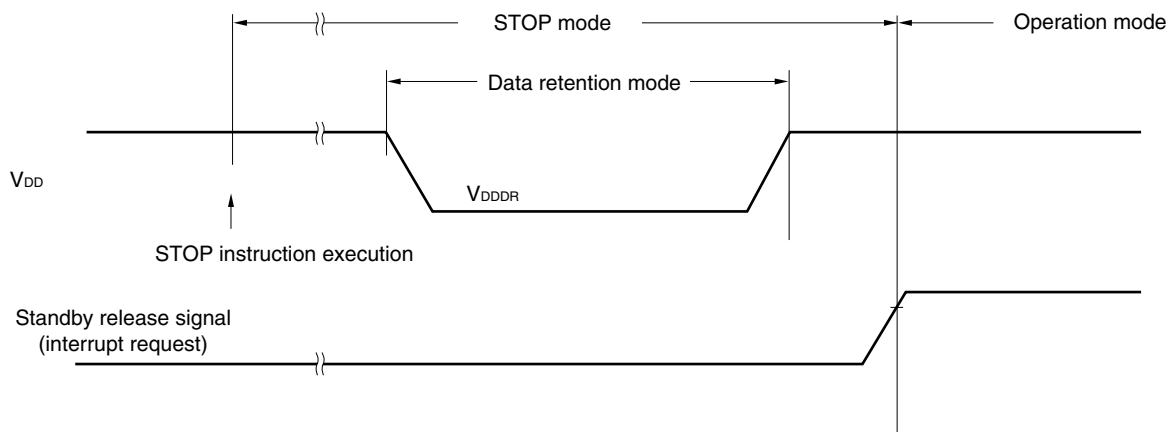 STOP mode
Operation mode
Data retention mode
VDD
VDDDR
STOP instruction execution
Standby release signal
(interrupt request)